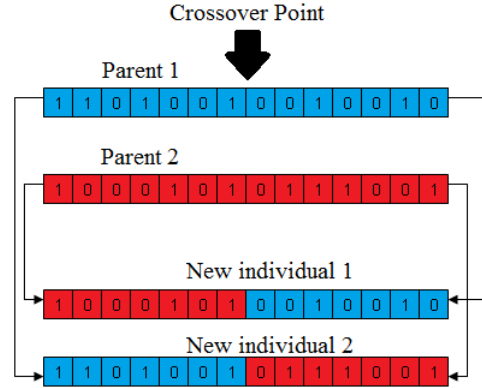 Crossover Point
Parent 1
1 1 0 1 0 0 1 0 0 1 0 0 1 0
Parent 2
1 0 0 0 1 0 1 0 1 1 1 0 0 1
New individual 1
1 0 0 0 1 0 1 0 0 1 0 0 1 0
New individual 2
1 1 0 1 0 0 1 0 1 1 1 0 0 1